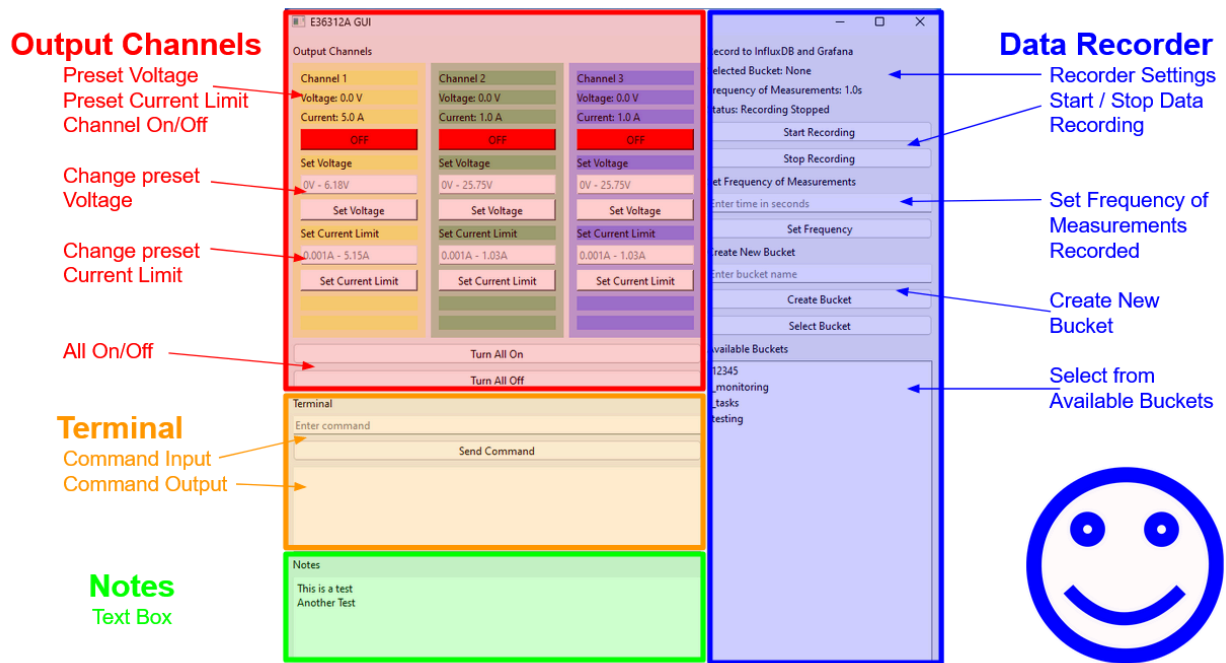 Output Channels
Preset Voltage
Preset Current Limit
Channel On/Off
Change preset
Voltage
Change preset
Current Limit
All On/Off
Terminal
Command Input
Command Output
Notes
Text Box
E36312A GUI
Output Channels
Channel 1
Voltage: 0.0 V
Current: 5.0 A
OFF
Set Voltage
0V - 6.18V
Set Voltage
Set Current Limit
0.001A - 5.15A
Set Current Limit
Channel 2
Voltage: 0.0 V
Current: 1.0 A
OFF
Set Voltage
0V - 25.75V
Set Voltage
Set Current Limit
0.001A - 1.03A
Set Current Limit
Channel 3
Voltage: 0.0 V
Current: 1.0 A
OFF
Set Voltage
0V - 25.75V
Set Voltage
Set Current Limit
0.001A - 1.03A
Set Current Limit
Turn All On
Turn All Off
Terminal
Enter command
Send Command
Notes
This is a test
Another Test
Record to InfluxDB and Grafana
Selected Bucket: None
Frequency of Measurements: 1.0s
Status: Recording Stopped
Start Recording
Stop Recording
Set Frequency of Measurements
Enter time in seconds
Set Frequency
Create New Bucket
Enter bucket name
Create Bucket
Select Bucket
Available Buckets
12345
_monitoring
_tasks
testing
Data Recorder
Recorder Settings
Start / Stop Data
Recording
Set Frequency of
Measurements
Recorded
Create New
Bucket
Select from
Available Buckets